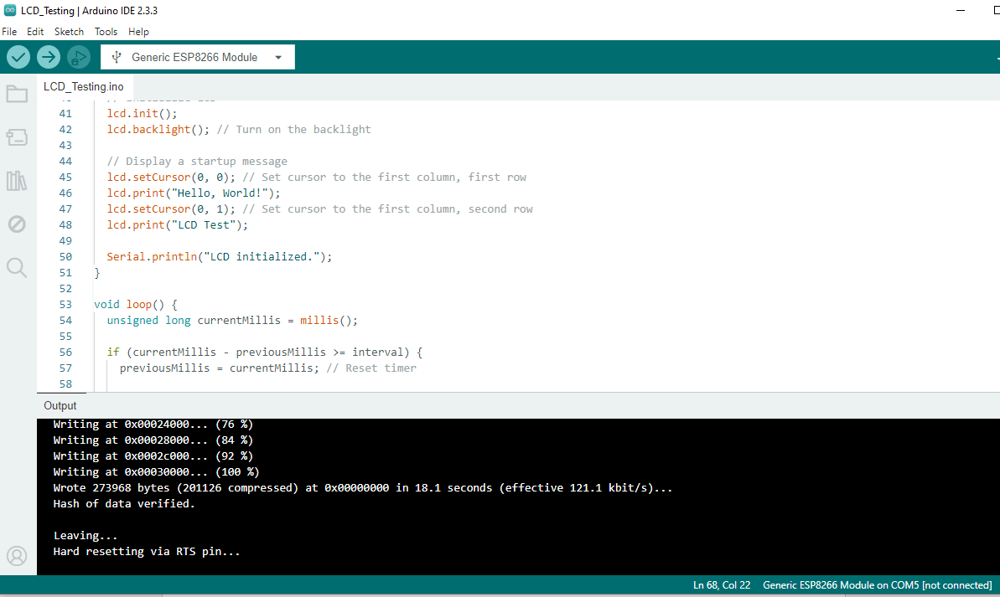 LCD_Testing | Arduino IDE 2.3.3
File Edit Sketch Tools Help
Generic ESP8266 Module
LCD_Testing.ino
41 lcd.init();
42 lcd.backlight(); // Turn on the backlight
43
44 // Display a startup message
45 lcd.setCursor(0, 0); // Set cursor to the first column, first row
46 lcd.print("Hello, World!");
47 lcd.setCursor(0, 1); // Set cursor to the first column, second row
48 lcd.print("LCD Test");
49
50 Serial.println("LCD initialized.");
51 }
52
53 void loop() {
54 unsigned long currentMillis = millis();
55
56 if (currentMillis - previousMillis >= interval) {
57 previousMillis = currentMillis; // Reset timer
58
Output
Writing at 0x00024000... (76 %)
Writing at 0x00028000... (84 %)
Writing at 0x0002c000... (92 %)
Writing at 0x00030000... (100 %)
Wrote 273968 bytes (201126 compressed) at 0x00000000 in 18.1 seconds (effective 121.1 kbit/s)...
Hash of data verified.
Leaving...
Hard resetting via RTS pin...
Ln 68, Col 22 Generic ESP8266 Module on COM5 [not connected]